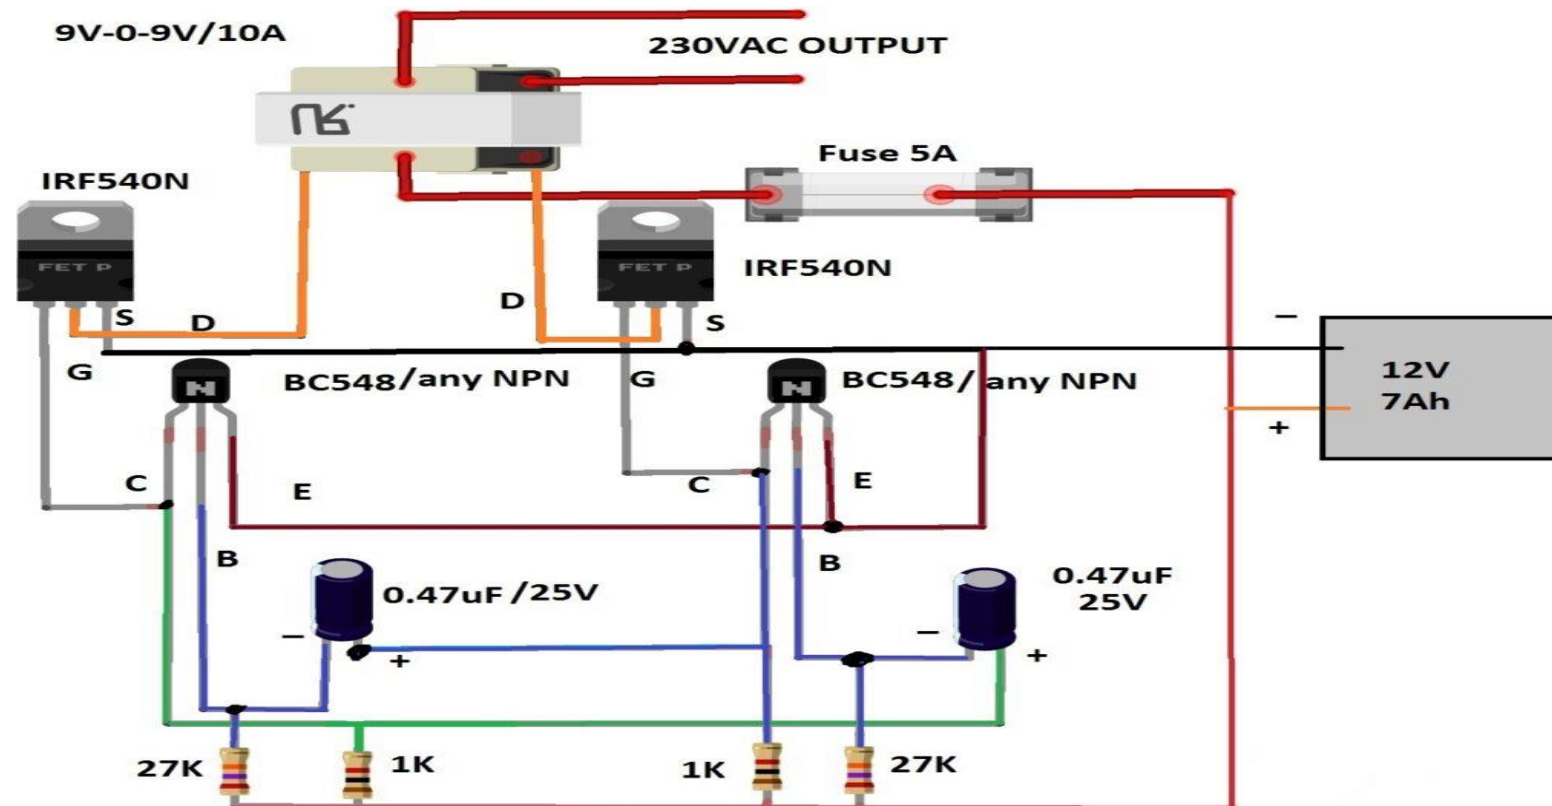 9V-0-9V/10A
230VAC OUTPUT
Fuse 5A
IRF540N
FET P
FET P
IRF540N
S
D
D
S
G
BC548/any NPN
G
BC548/ any NPN
−
12V
7Ah
+
C
E
C
E
B
B
0.47uF /25V
0.47uF
25V
−
+
−
+
27K
1K
1K
27K
N
N